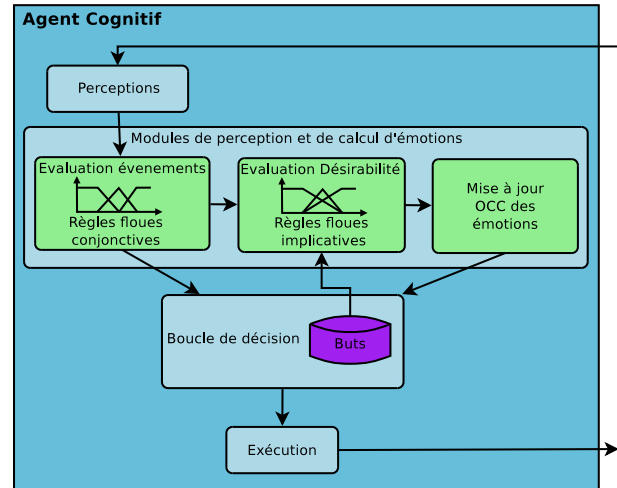 Agent Cognitif
Perceptions
Modules de perception et de calcul d'émotions
Evaluation évenements
Règles floues
conjonctives
Evaluation Désirabilité
Règles floues
implicatives
Mise à jour
OCC des
émotions
Boucle de décision
Buts
Exécution